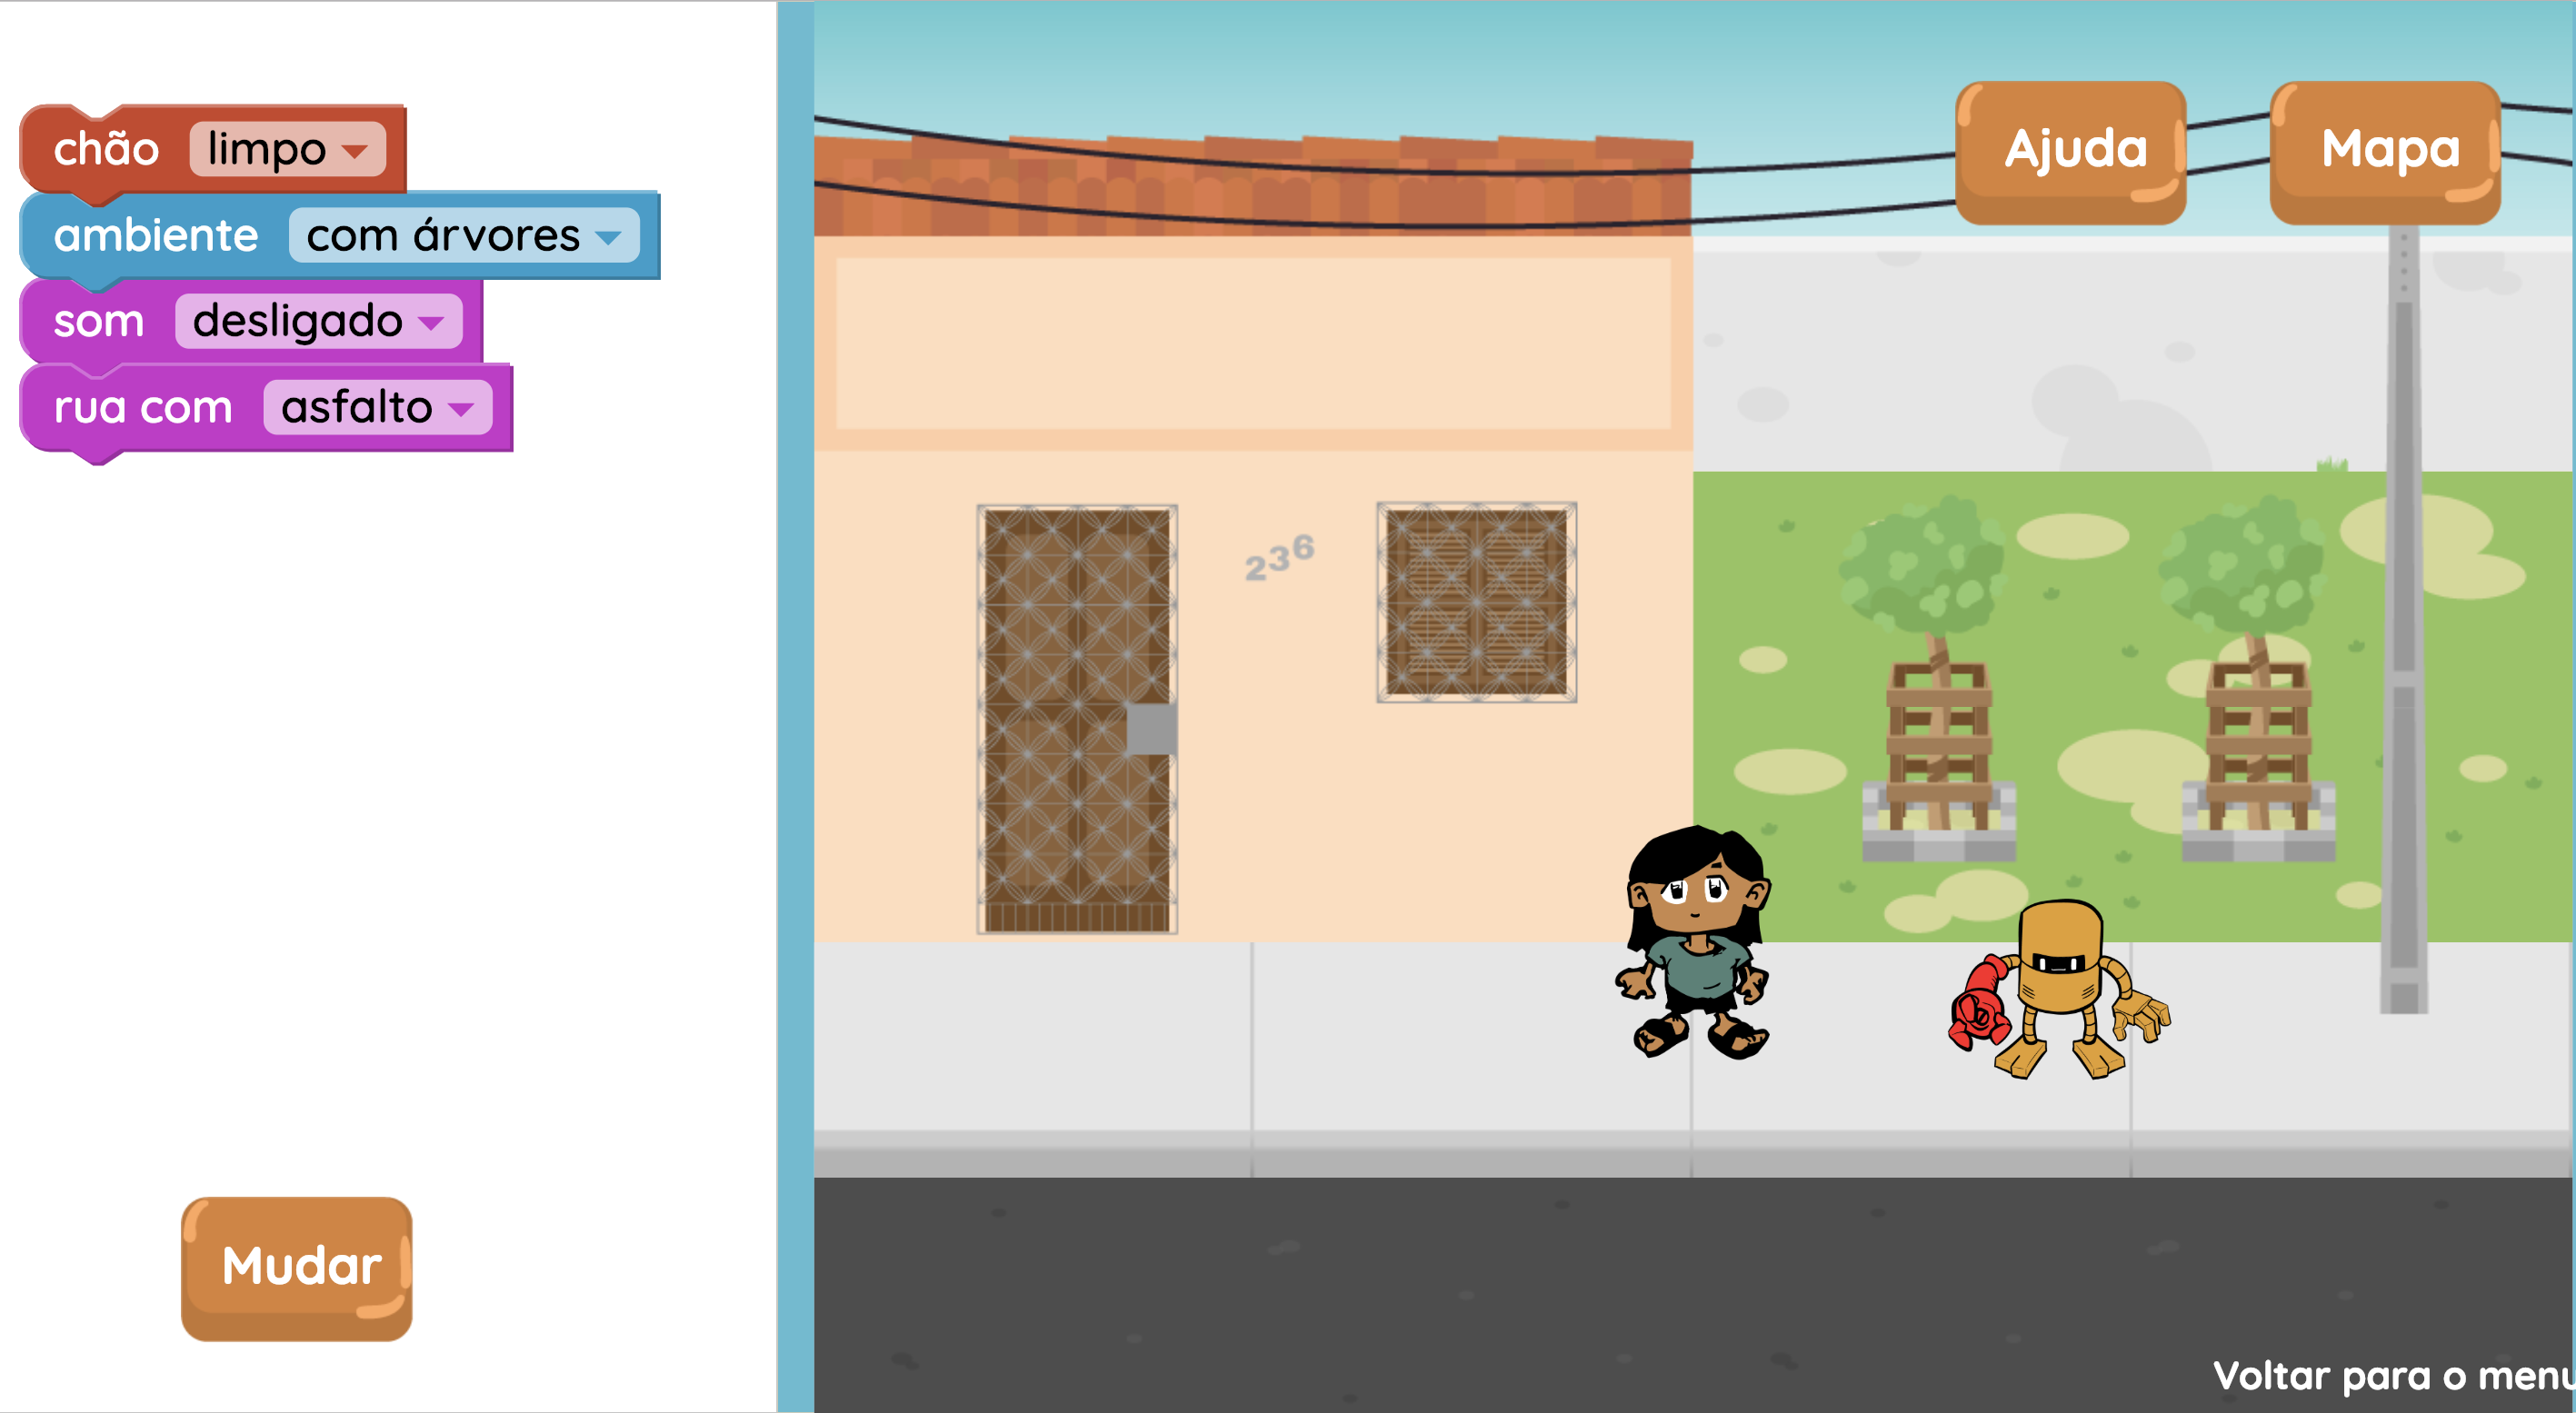 chão limpo
ambiente com árvores
som desligado
rua com asfalto
Mudar
Ajuda
Mapa
236
Voltar para o menu